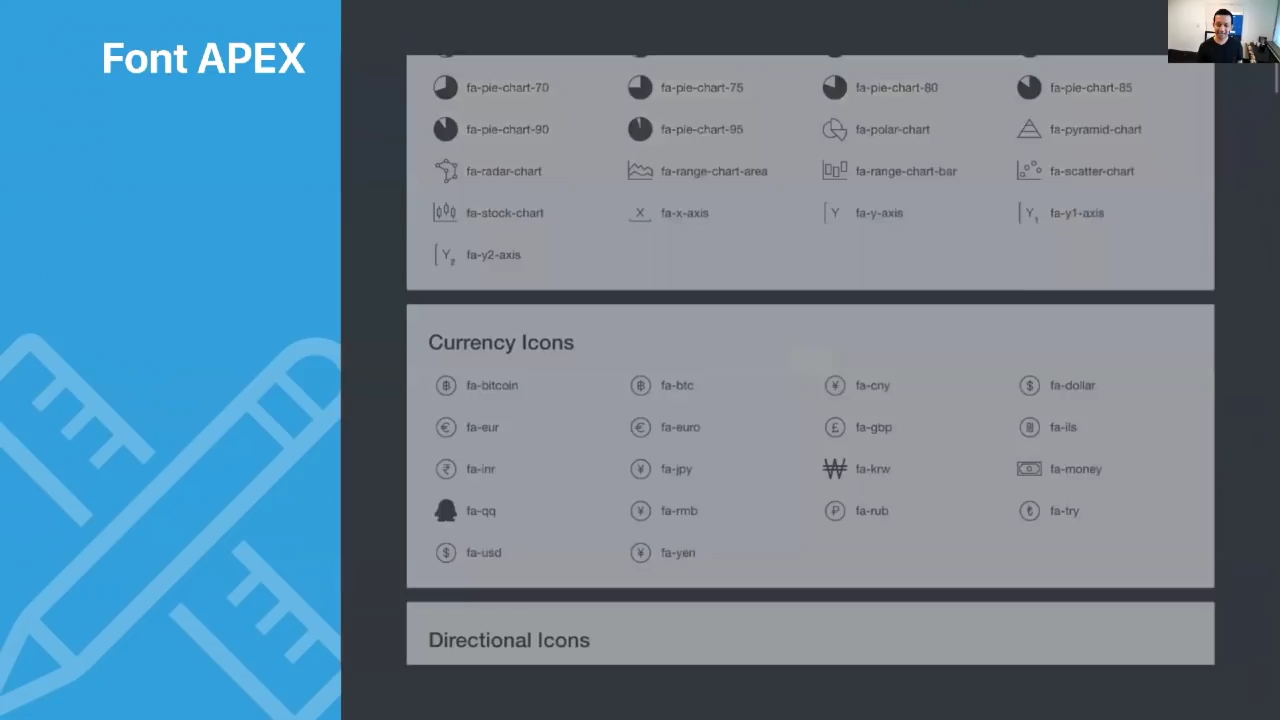 Font APEX
fa-pie-chart-70 fa-pie-chart-75 fa-pie-chart-80 fa-pie-chart-85
fa-pie-chart-90 fa-pie-chart-95 fa-polar-chart fa-pyramid-chart
fa-radar-chart fa-range-chart-area fa-range-chart-bar fa-scatter-chart
fa-stock-chart X fa-x-axis Y fa-y-axis Y1 fa-y1-axis
Y2 fa-y2-axis
Currency Icons
fa-bitcoin fa-btc fa-cny fa-dollar
fa-eur fa-euro fa-gbp fa-ils
fa-inr fa-jpy fa-krw fa-money
fa-qq fa-rmb fa-rub fa-try
fa-usd fa-yen
Directional Icons